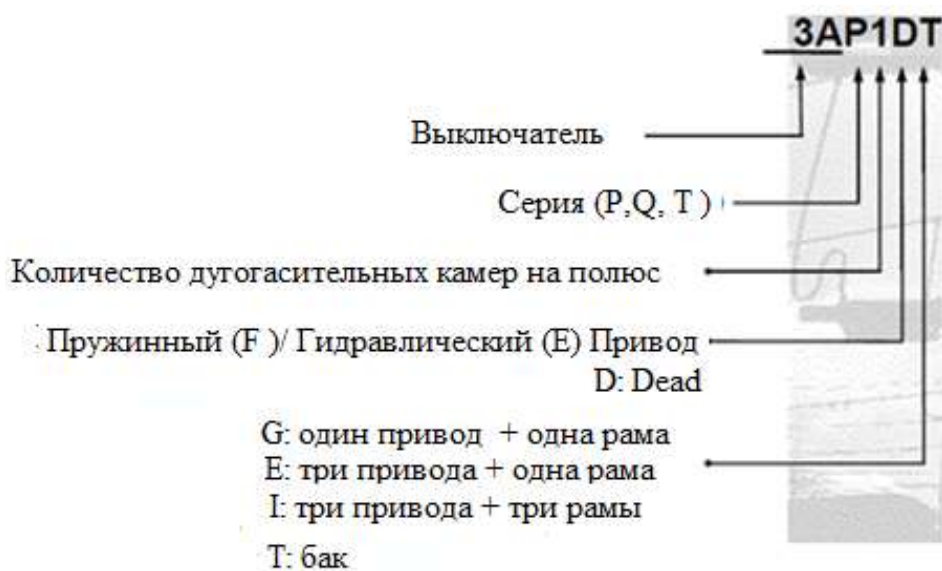 3AP1DT
Выключатель
Серия (P,Q, T )
Количество дугогасительных камер на полюс
Пружинный (F )/ Гидравлический (E) Привод
D: Dead
G: один привод + одна рама
E: три привода + одна рама
I: три привода + три рамы
T: бак